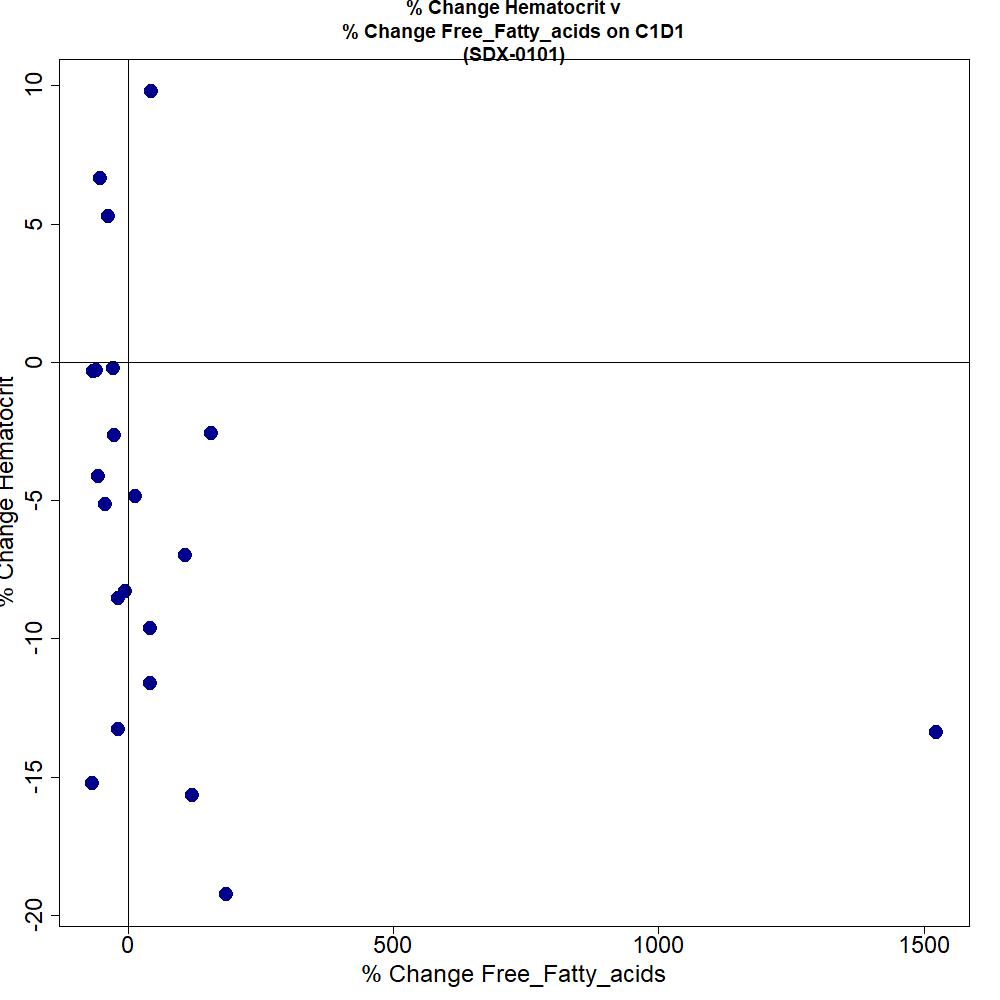 % Change Hematocrit v
% Change Free_Fatty_acids on C1D1
(SDX-0101)
% Change Hematocrit
10
5
0
-5
-10
-15
-20
0
500
1000
1500
% Change Free_Fatty_acids